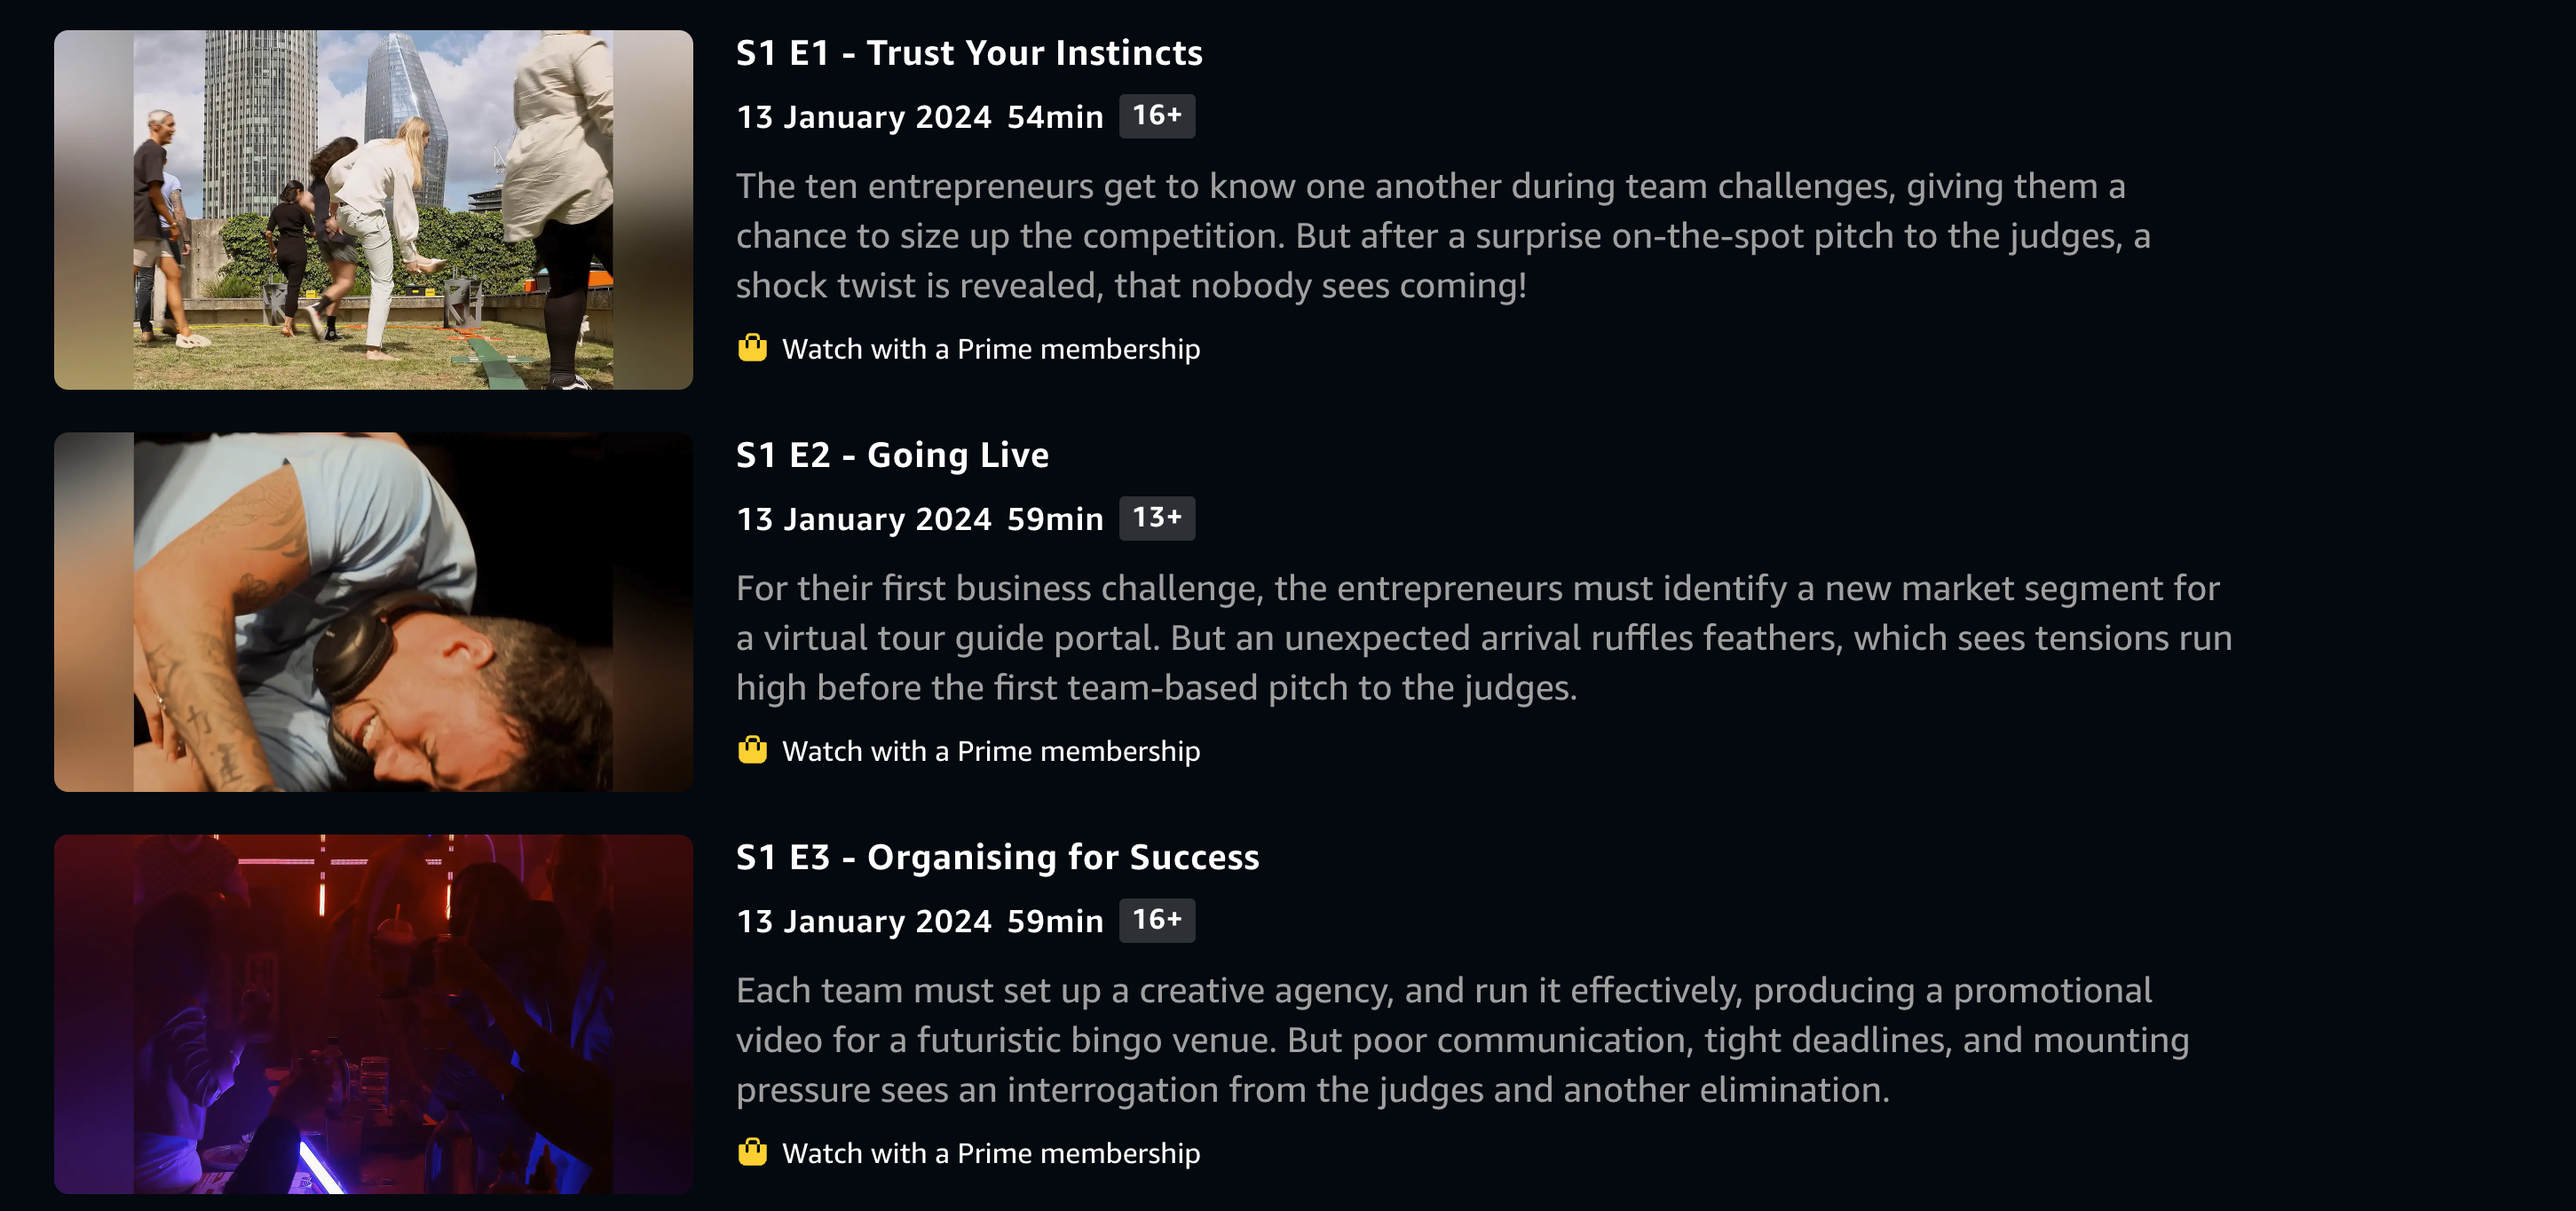 S1 E1 - Trust Your Instincts
13 January 2024 54min 16+
The ten entrepreneurs get to know one another during team challenges, giving them a
chance to size up the competition. But after a surprise on-the-spot pitch to the judges, a
shock twist is revealed, that nobody sees coming!
Watch with a Prime membership
S1 E2 - Going Live
13 January 2024 59min 13+
For their first business challenge, the entrepreneurs must identify a new market segment for
a virtual tour guide portal. But an unexpected arrival ruffles feathers, which sees tensions run
high before the first team-based pitch to the judges.
Watch with a Prime membership
S1 E3 - Organising for Success
13 January 2024 59min 16+
Each team must set up a creative agency, and run it effectively, producing a promotional
video for a futuristic bingo venue. But poor communication, tight deadlines, and mounting
pressure sees an interrogation from the judges and another elimination.
Watch with a Prime membership